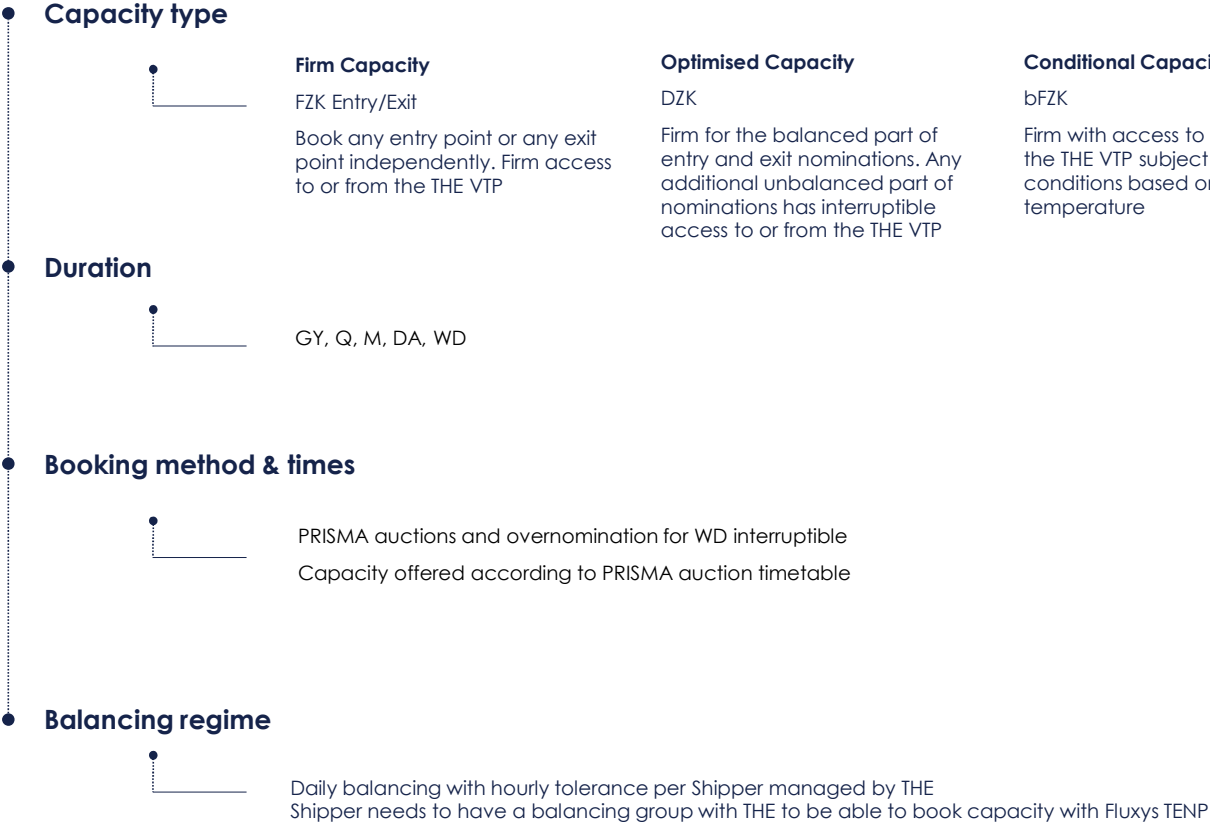 Capacity type
Firm Capacity
FZK Entry/Exit
Book any entry point or any exit
point independently. Firm access
to or from the THE VTP
Optimised Capacity
DZK
Firm for the balanced part of
entry and exit nominations. Any
additional unbalanced part of
nominations has interruptible
access to or from the THE VTP
Conditional
bFZK
Firm with access to
the THE VTP subject
conditions based
temperature
Duration
GY, Q, M, DA, WD
Booking method & times
PRISMA auctions and overnomination for WD interruptible
Capacity offered according to PRISMA auction timetable
Balancing regime
Daily balancing with hourly tolerance per Shipper managed by THE
Shipper needs to have a balancing group with THE to be able to book capacity with Fluxys TENP